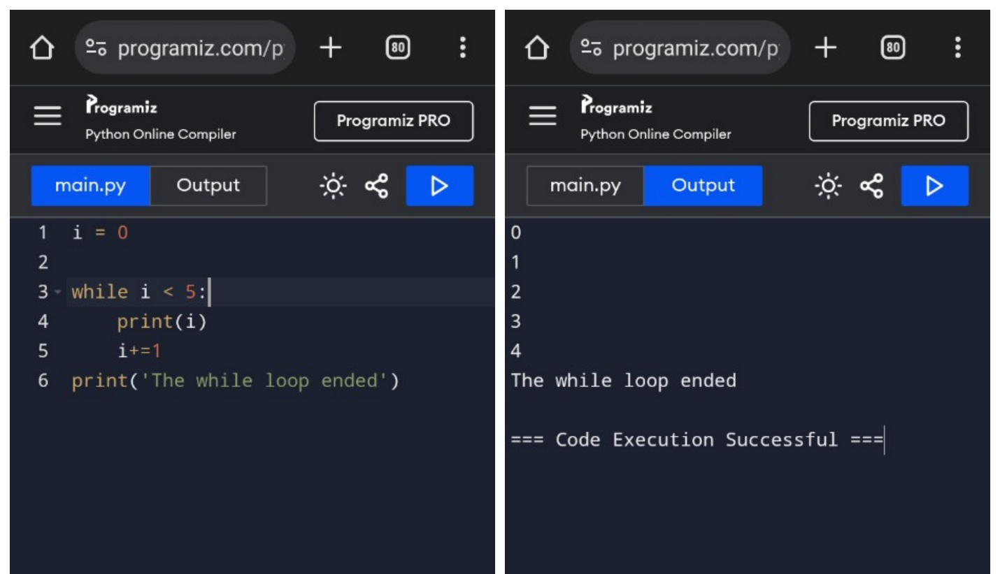 programiz.com/p
80
Programiz
Python Online Compiler
Programiz PRO
main.py
Output
1 i = 0
2
3 while i < 5:
4     print(i)
5     i+=1
6 print('The while loop ended')
programiz.com/p
80
Programiz
Python Online Compiler
Programiz PRO
main.py
Output
0
1
2
3
4
The while loop ended
=== Code Execution Successful ===